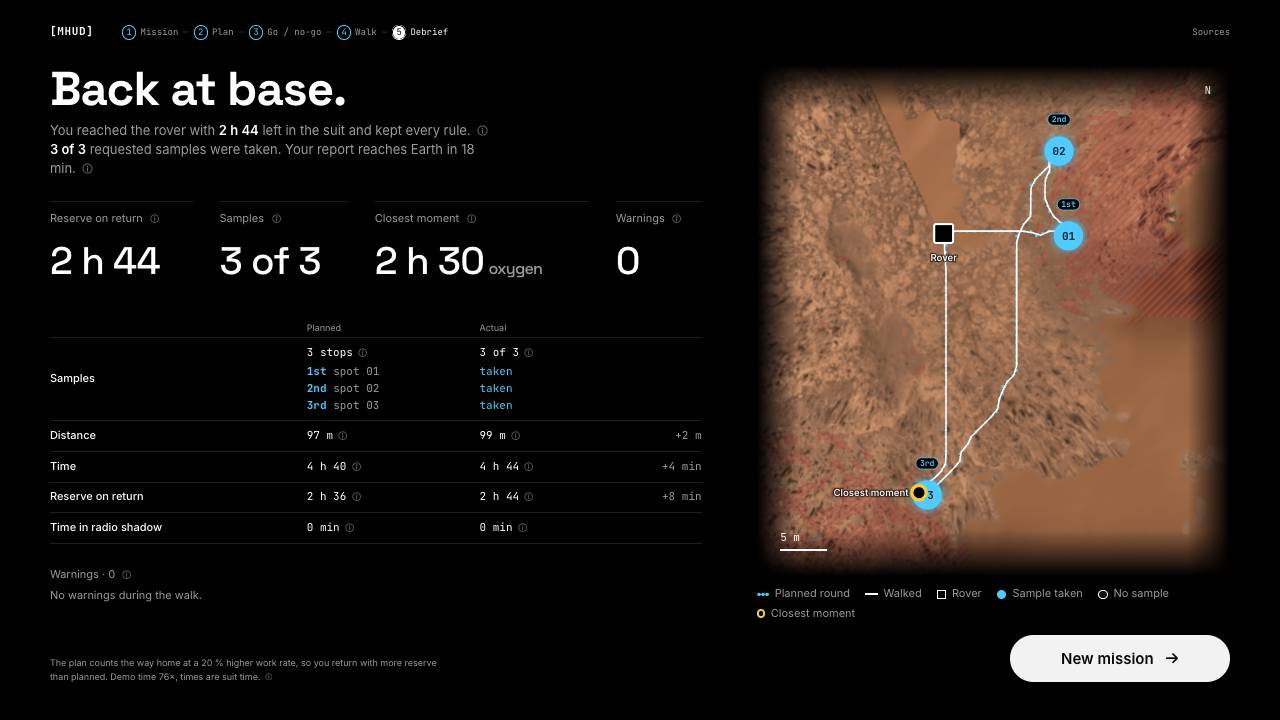 [MHUD] 1 Mission – 2 Plan – 3 Go / no-go – 4 Walk – 5 Debrief Sources
Back at base.
You reached the rover with 2 h 44 left in the suit and kept every rule. ⓘ
3 of 3 requested samples were taken. Your report reaches Earth in 18
min. ⓘ
Reserve on return ⓘ Samples ⓘ Closest moment ⓘ Warnings ⓘ
2 h 44 3 of 3 2 h 30 oxygen 0
Planned Actual
Samples
3 stops ⓘ 3 of 3 ⓘ
1st spot 01 taken
2nd spot 02 taken
3rd spot 03 taken
Distance 97 m ⓘ 99 m ⓘ +2 m
Time 4 h 40 ⓘ 4 h 44 ⓘ +4 min
Reserve on return 2 h 36 ⓘ 2 h 44 ⓘ +8 min
Time in radio shadow 0 min ⓘ 0 min ⓘ
Warnings · 0 ⓘ
No warnings during the walk.
The plan counts the way home at a 20 % higher work rate, so you return with more reserve
than planned. Demo time 76×, times are suit time. ⓘ
N
2nd
02
1st
01
Rover
3rd
Closest moment 3
5 m
Planned round Walked Rover Sample taken No sample
Closest moment
New mission →